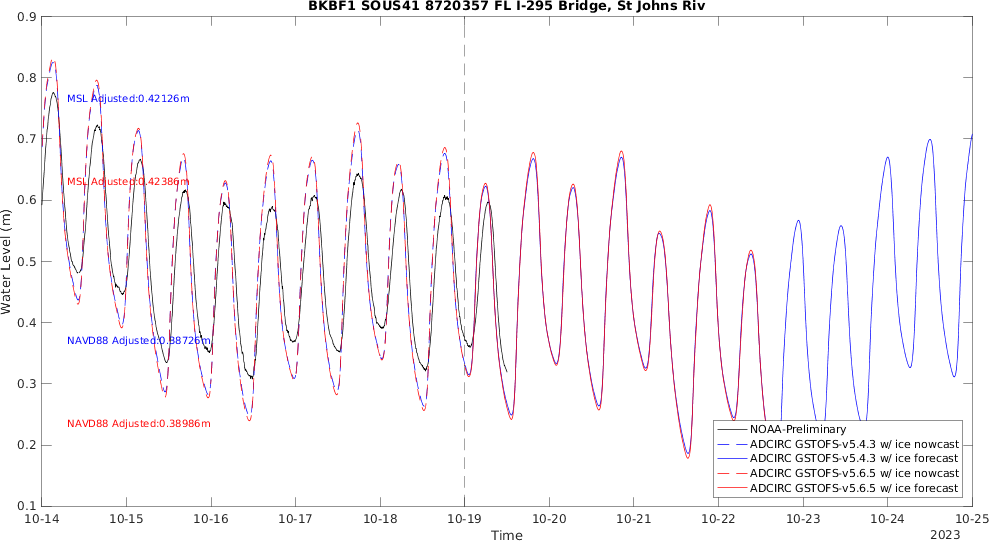 BKBF1 SOUS41 8720357 FL I-295 Bridge, St Johns Riv
0.9
0.8
0.7
0.6
0.5
0.4
0.3
0.2
0.1
Water Level (m)
MSL Adjusted:0.42126m
MSL Adjusted:0.42386m
NAVD88 Adjusted:0.38726m
NAVD88 Adjusted:0.38986m
NOAA-Preliminary
ADCIRC GSTOFS-v5.4.3 w/ ice nowcast
ADCIRC GSTOFS-v5.4.3 w/ ice forecast
ADCIRC GSTOFS-v5.6.5 w/ ice nowcast
ADCIRC GSTOFS-v5.6.5 w/ ice forecast
10-14 10-15 10-16 10-17 10-18 10-19 10-20 10-21 10-22 10-23 10-24 10-25
Time
2023